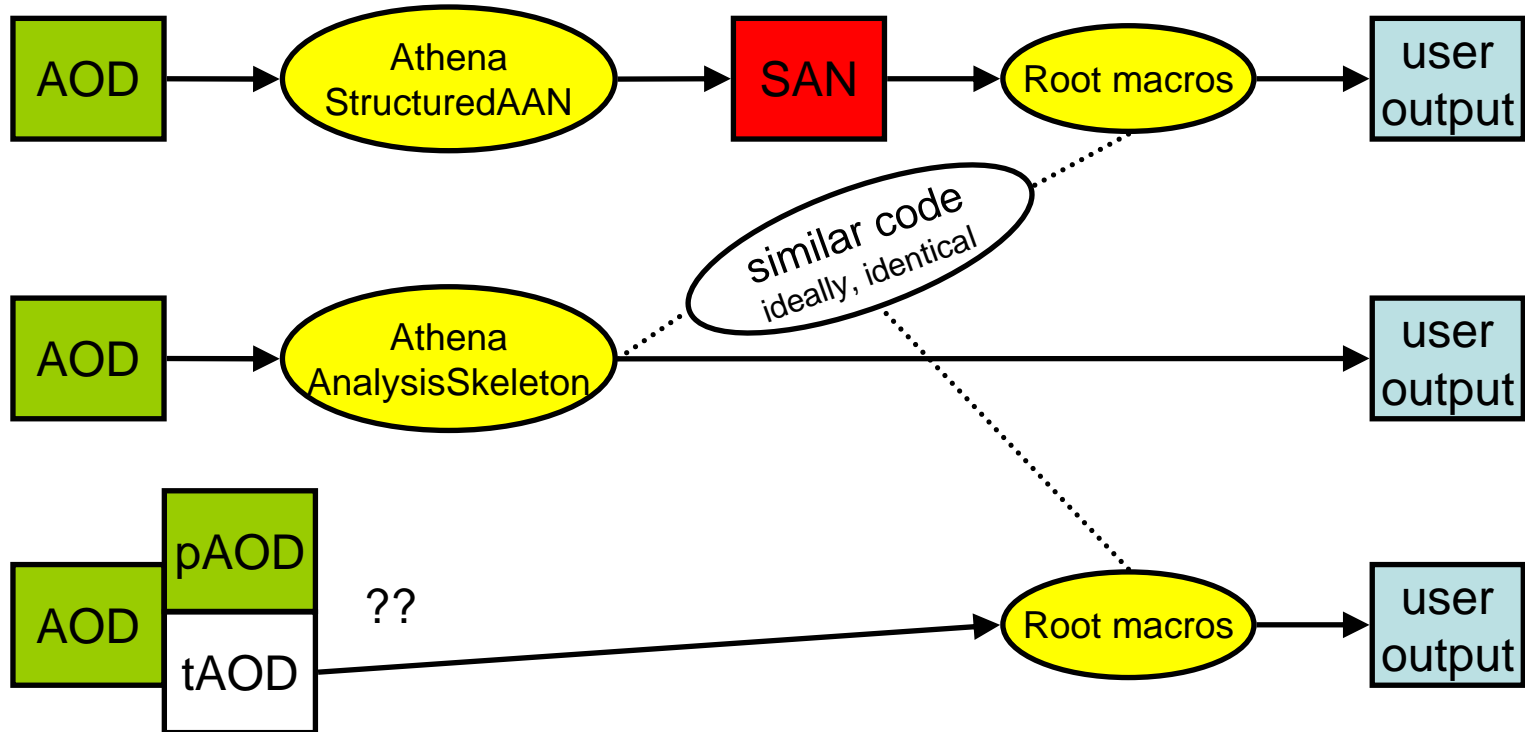 AOD
Athena
StructuredAAN
SAN
Root macros
user
output
similar code
ideally, identical
AOD
Athena
AnalysisSkeleton
user
output
pAOD
AOD
tAOD
??
Root macros
user
output